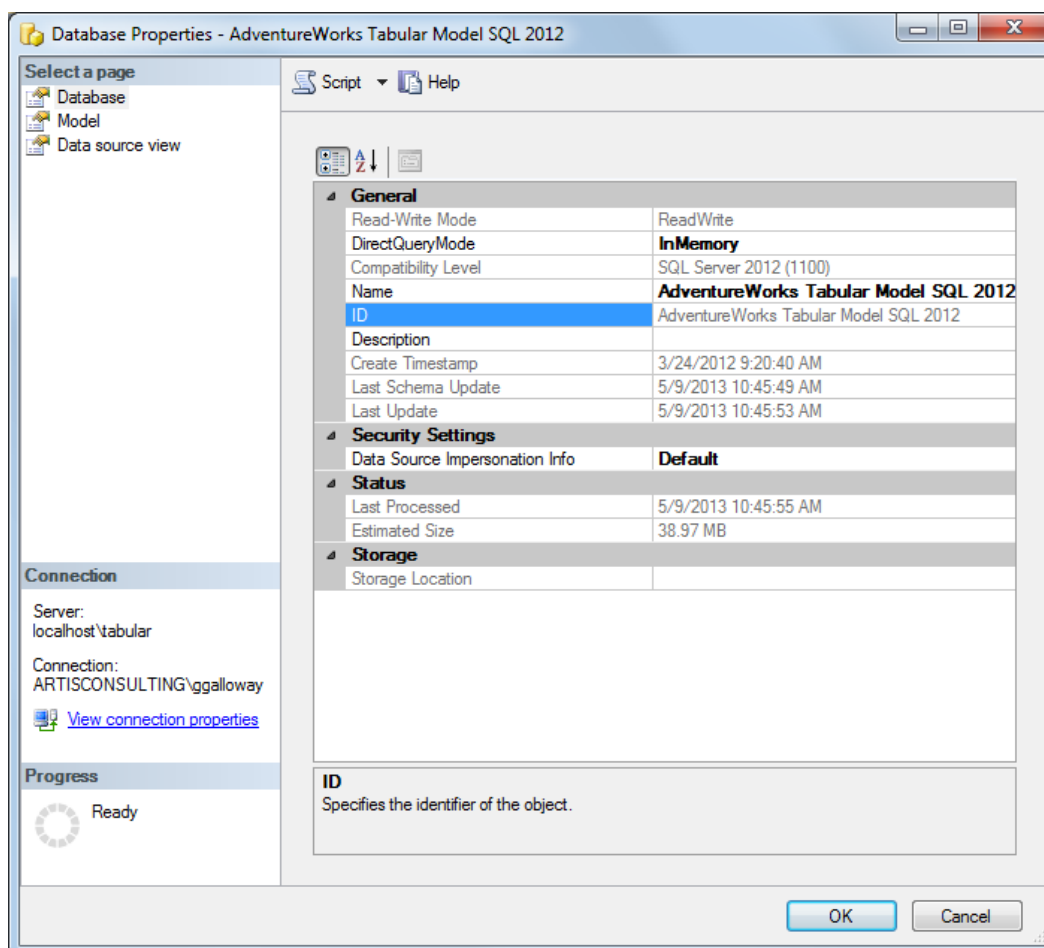 Database Properties - AdventureWorks Tabular Model SQL 2012
Select a page
Database
Model
Data source view
Script
Help
General
Read-Write Mode ReadWrite
DirectQueryMode InMemory
Compatibility Level SQL Server 2012 (1100)
Name AdventureWorks Tabular Model SQL 2012
ID AdventureWorks Tabular Model SQL 2012
Description
Create Timestamp 3/24/2012 9:20:40 AM
Last Schema Update 5/9/2013 10:45:49 AM
Last Update 5/9/2013 10:45:53 AM
Security Settings
Data Source Impersonation Info Default
Status
Last Processed 5/9/2013 10:45:55 AM
Estimated Size 38.97 MB
Storage
Storage Location
Connection
Server:
localhost\tabular
Connection:
ARTISCONSULTING\ggalloway
View connection properties
Progress
Ready
ID
Specifies the identifier of the object.
OK Cancel